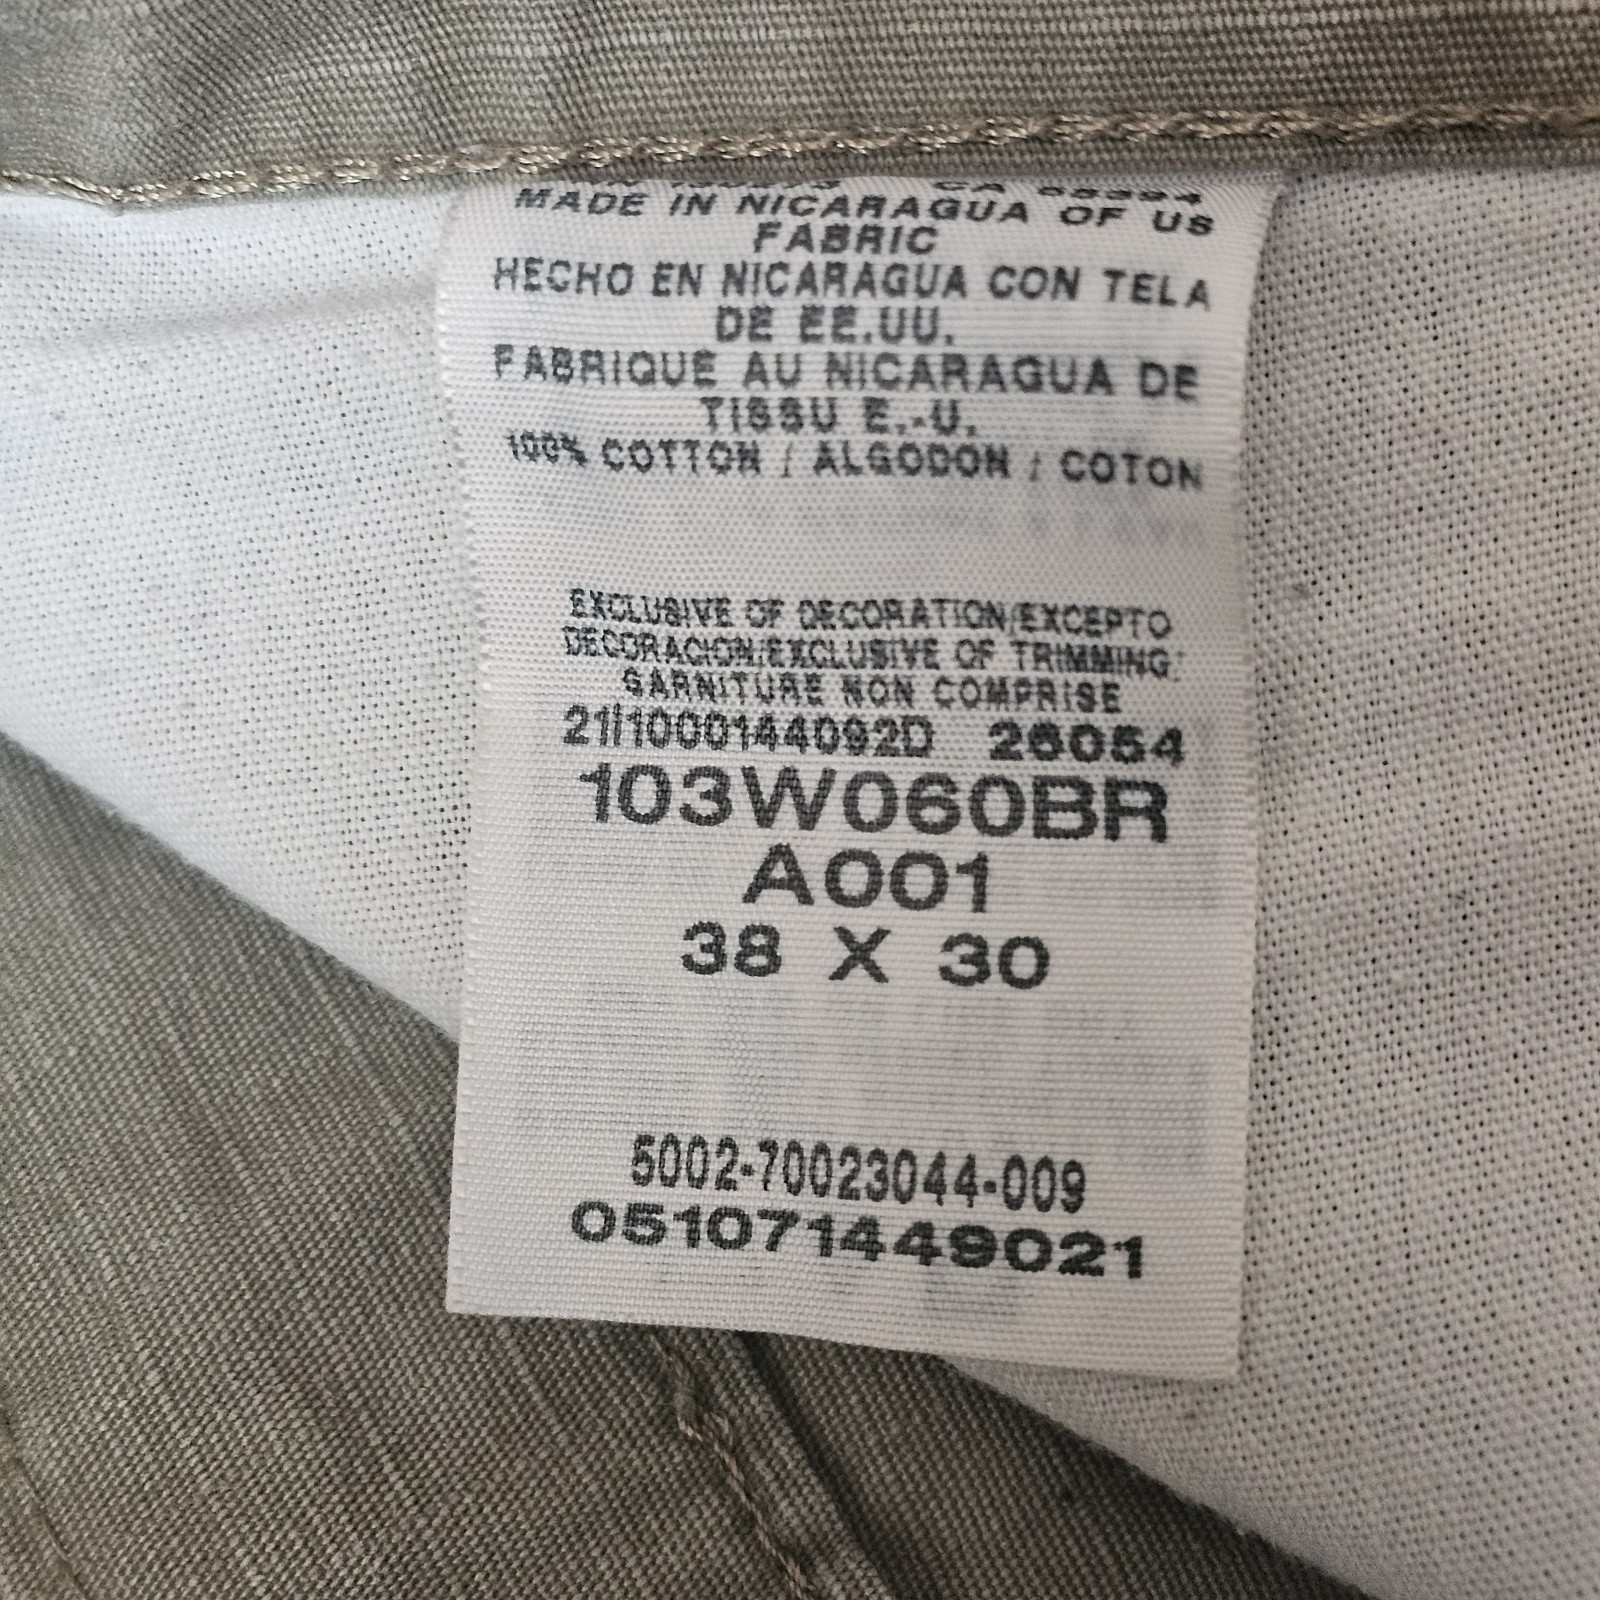 CA 05394
MADE IN NICARAGUA OF US
FABRIC
HECHO EN NICARAGUA CON TELA
DE EE.UU.
FABRIQUE AU NICARAGUA DE
TISSU E.-U.
100% COTTON / ALGODON / COTON
EXCLUSIVE OF DECORATION/EXCEPTO
DECORACION/EXCLUSIVE OF TRIMMING/
GARNITURE NON COMPRISE
26054
103W060BR
A001
38 X 30
5002-70023044-009
051071449021